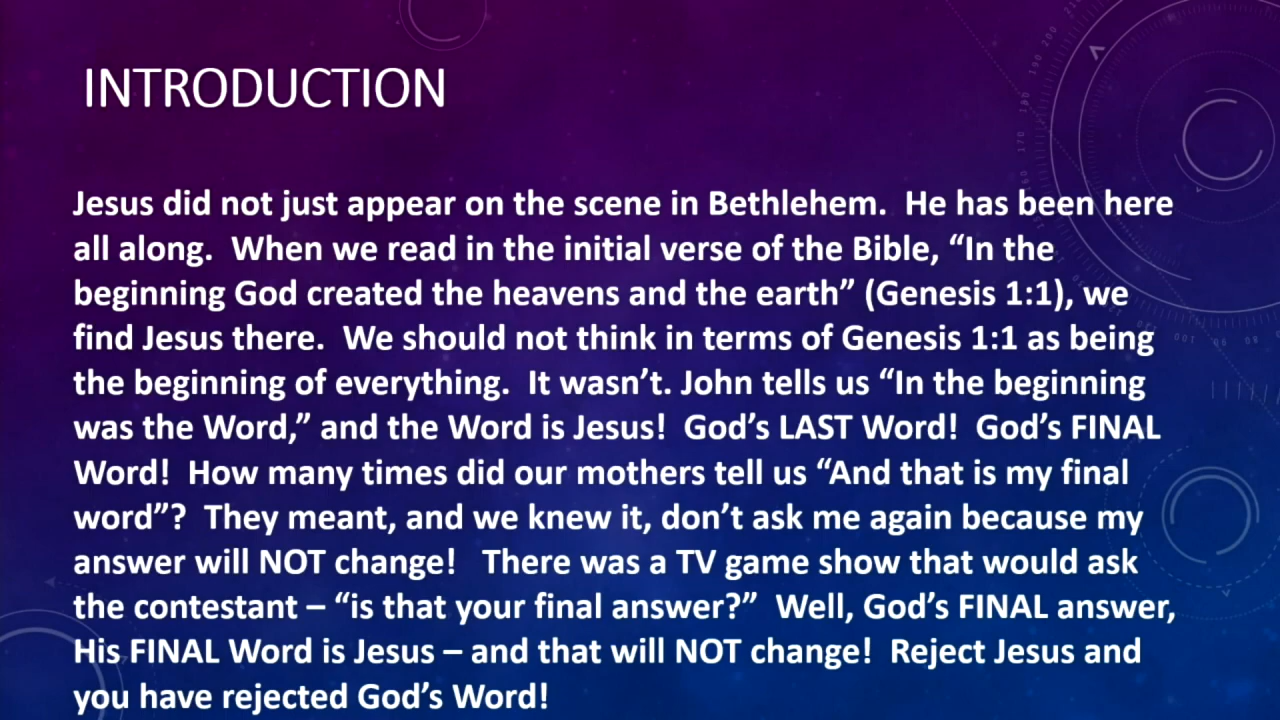 INTRODUCTION
Jesus did not just appear on the scene in Bethlehem.  He has been here
all along.  When we read in the initial verse of the Bible, “In the
beginning God created the heavens and the earth” (Genesis 1:1), we
find Jesus there.  We should not think in terms of Genesis 1:1 as being
the beginning of everything.  It wasn’t. John tells us “In the beginning
was the Word,” and the Word is Jesus!  God’s LAST Word!  God’s FINAL
Word!  How many times did our mothers tell us “And that is my final
word”?  They meant, and we knew it, don’t ask me again because my
answer will NOT change!   There was a TV game show that would ask
the contestant – “is that your final answer?”  Well, God’s FINAL answer,
His FINAL Word is Jesus – and that will NOT change!  Reject Jesus and
you have rejected God’s Word!